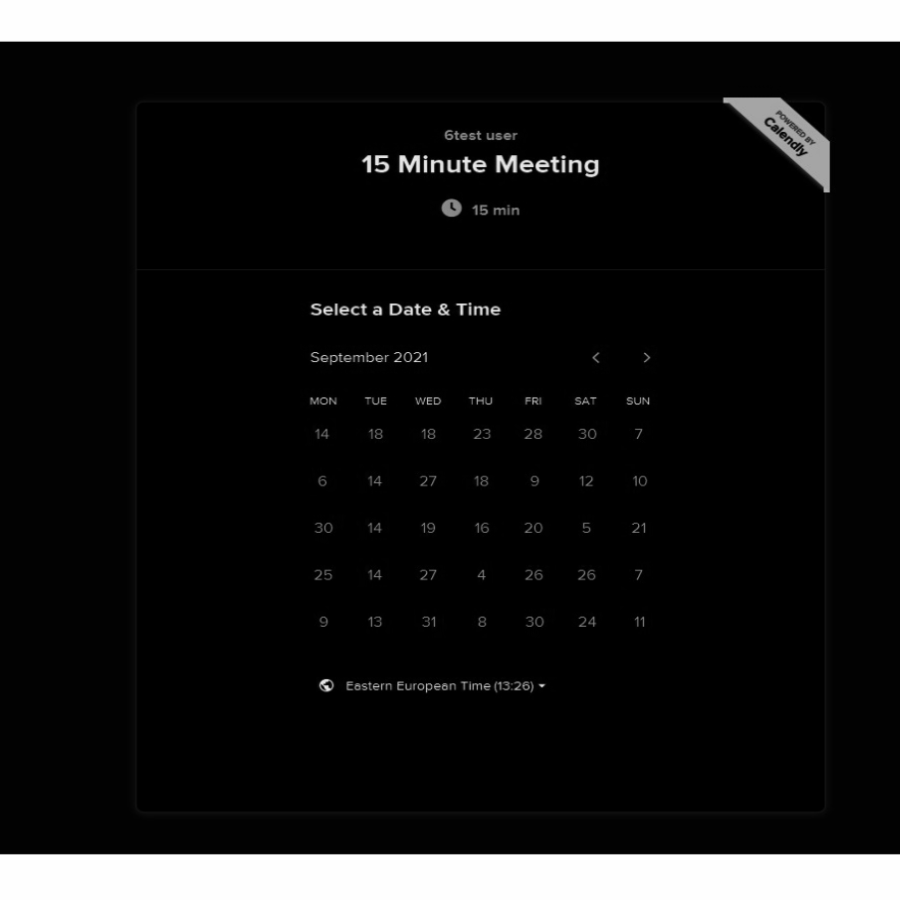 POWERED BY
Calendly
6test user
15 Minute Meeting
15 min
Select a Date & Time
September 2021
MON TUE WED THU FRI SAT SUN
14 18 18 23 28 30 7
6 14 27 18 9 12 10
30 14 19 16 20 5 21
25 14 27 4 26 26 7
9 13 31 8 30 24 11
Eastern European Time (13:26)